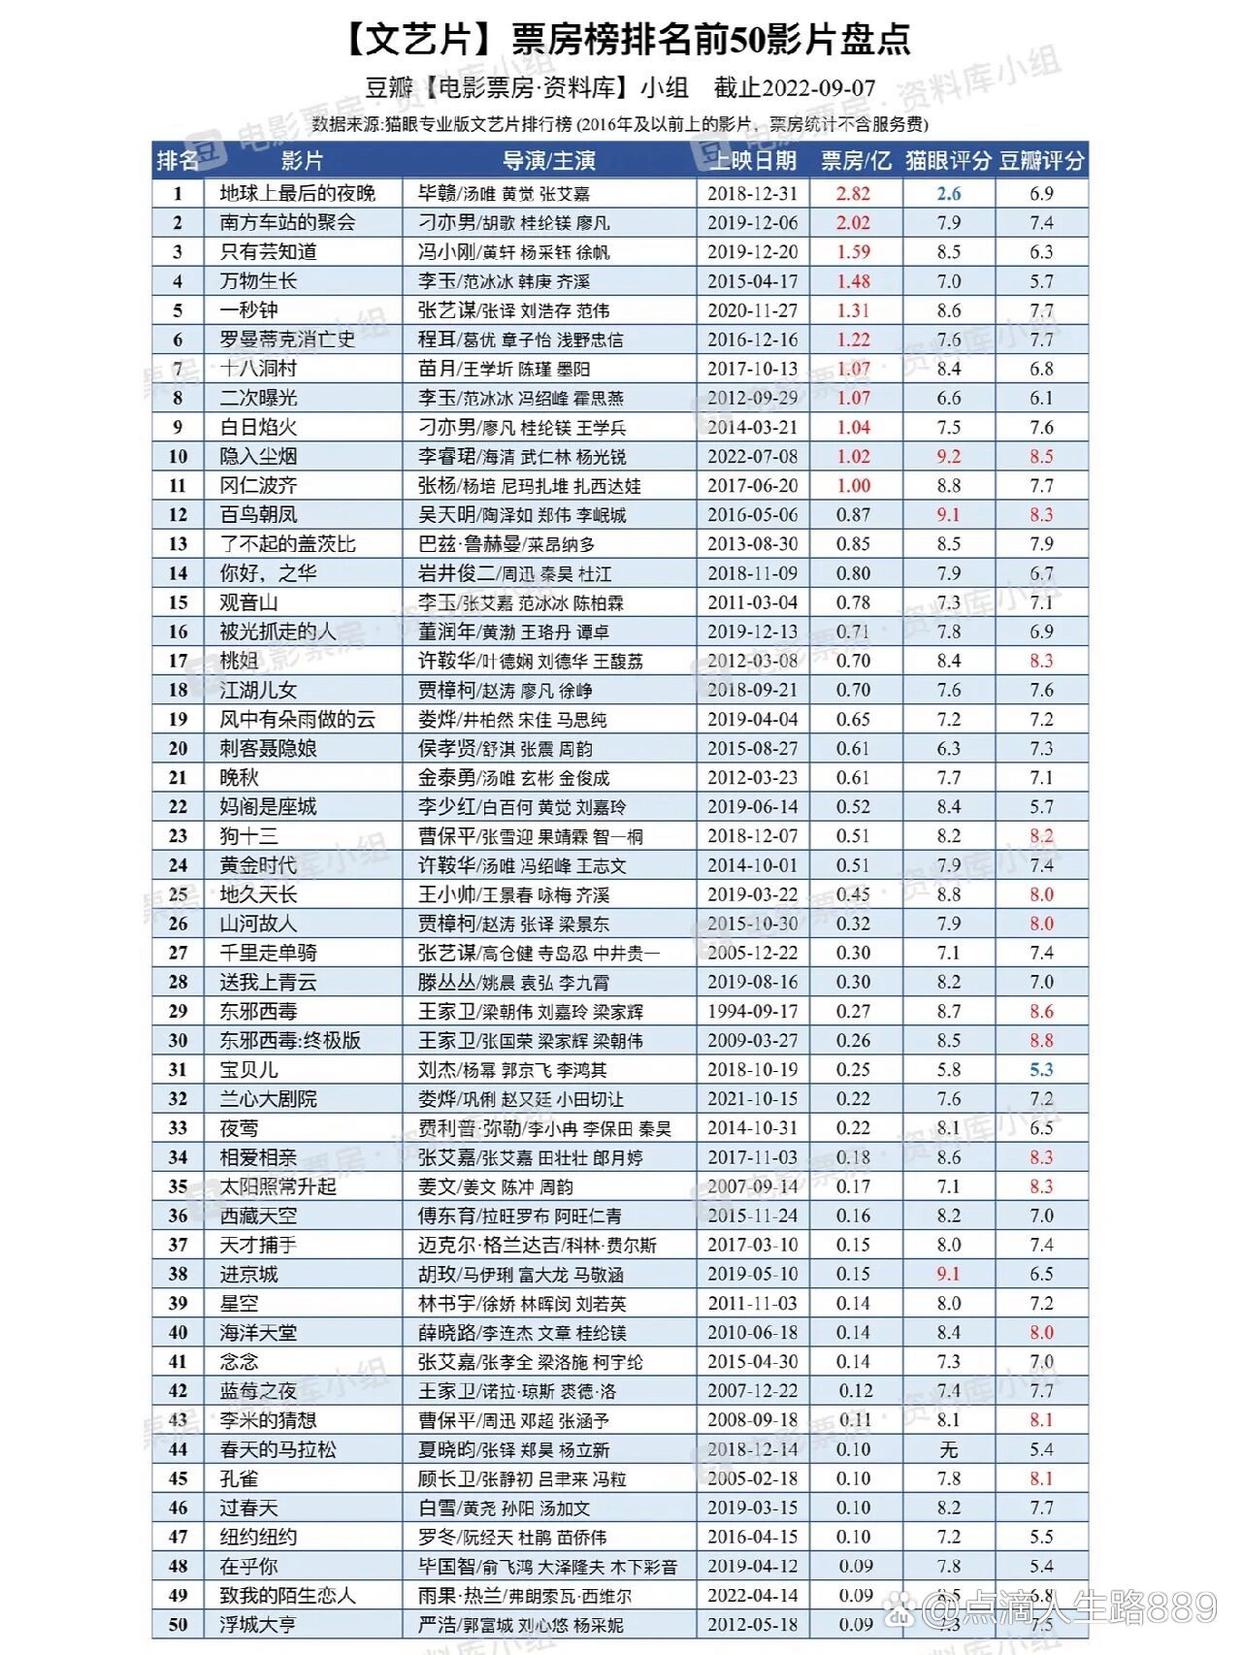 【文艺片】票房榜排名前50影片盘点
豆瓣【电影票房·资料库】小组 截止2022-09-07
数据来源:猫眼专业版文艺片排行榜 (2016年及以前上的影片，票房统计不含服务费)
排名 影片 导演/主演 上映日期 票房/亿 猫眼评分 豆瓣评分
1 地球上最后的夜晚 毕赣/汤唯 黄觉 张艾嘉 2018-12-31 2.82 2.6 6.9
2 南方车站的聚会 刁亦男/胡歌 桂纶镁 廖凡 2019-12-06 2.02 7.9 7.4
3 只有芸知道 冯小刚/黄轩 杨采钰 徐帆 2019-12-20 1.59 8.5 6.3
4 万物生长 李玉/范冰冰 韩庚 齐溪 2015-04-17 1.48 7.0 5.7
5 一秒钟 张艺谋/张译 刘浩存 范伟 2020-11-27 1.31 8.6 7.7
6 罗曼蒂克消亡史 程耳/葛优 章子怡 浅野忠信 2016-12-16 1.22 7.6 7.7
7 十八洞村 苗月/王学圻 陈瑾 墨阳 2017-10-13 1.07 8.4 6.8
8 二次曝光 李玉/范冰冰 冯绍峰 霍思燕 2012-09-29 1.07 6.6 6.1
9 白日焰火 刁亦男/廖凡 桂纶镁 王学兵 2014-03-21 1.04 7.5 7.6
10 隐入尘烟 李睿珺/海清 武仁林 杨光锐 2022-07-08 1.02 9.2 8.5
11 冈仁波齐 张杨/杨培 尼玛扎堆 扎西达娃 2017-06-20 1.00 8.8 7.7
12 百鸟朝凤 吴天明/陶泽如 郑伟 李岷城 2016-05-06 0.87 9.1 8.3
13 了不起的盖茨比 巴兹·鲁赫曼/莱昂纳多 2013-08-30 0.85 8.5 7.9
14 你好，之华 岩井俊二/周迅 秦昊 杜江 2018-11-09 0.80 7.9 6.7
15 观音山 李玉/张艾嘉 范冰冰 陈柏霖 2011-03-04 0.78 7.3 7.1
16 被光抓走的人 董润年/黄渤 王珞丹 谭卓 2019-12-13 0.71 7.8 6.9
17 桃姐 许鞍华/叶德娴 刘德华 王馥荔 2012-03-08 0.70 8.4 8.3
18 江湖儿女 贾樟柯/赵涛 廖凡 徐峥 2018-09-21 0.70 7.6 7.6
19 风中有朵雨做的云 娄烨/井柏然 宋佳 马思纯 2019-04-04 0.65 7.2 7.2
20 刺客聂隐娘 侯孝贤/舒淇 张震 周韵 2015-08-27 0.61 6.3 7.3
21 晚秋 金泰勇/汤唯 玄彬 金俊成 2012-03-23 0.61 7.7 7.1
22 妈阁是座城 李少红/白百何 黄觉 刘嘉玲 2019-06-14 0.52 8.4 5.7
23 狗十三 曹保平/张雪迎 果靖霖 智一桐 2018-12-07 0.51 8.2 8.2
24 黄金时代 许鞍华/汤唯 冯绍峰 王志文 2014-10-01 0.51 7.9 7.4
25 地久天长 王小帅/王景春 咏梅 齐溪 2019-03-22 0.45 8.8 8.0
26 山河故人 贾樟柯/赵涛 张译 梁景东 2015-10-30 0.32 7.9 8.0
27 千里走单骑 张艺谋/高仓健 寺岛忍 中井贵一 2005-12-22 0.30 7.1 7.4
28 送我上青云 滕丛丛/姚晨 袁弘 李九霄 2019-08-16 0.30 8.2 7.0
29 东邪西毒 王家卫/梁朝伟 刘嘉玲 梁家辉 1994-09-17 0.27 8.7 8.6
30 东邪西毒:终极版 王家卫/张国荣 梁家辉 梁朝伟 2009-03-27 0.26 8.5 8.8
31 宝贝儿 刘杰/杨幂 郭京飞 李鸿其 2018-10-19 0.25 5.8 5.3
32 兰心大剧院 娄烨/巩俐 赵又廷 小田切让 2021-10-15 0.22 7.6 7.2
33 夜莺 费利普·弥勒/李小冉 李保田 秦昊 2014-10-31 0.22 8.1 6.5
34 相爱相亲 张艾嘉/张艾嘉 田壮壮 郎月婷 2017-11-03 0.18 8.6 8.3
35 太阳照常升起 姜文/姜文 陈冲 周韵 2007-09-14 0.17 7.1 8.3
36 西藏天空 傅东育/拉旺罗布 阿旺仁青 2015-11-24 0.16 8.2 7.0
37 天才捕手 迈克尔·格兰达吉/科林·费尔斯 2017-03-10 0.15 8.0 7.4
38 进京城 胡玫/马伊琍 富大龙 马敬涵 2019-05-10 0.15 9.1 6.5
39 星空 林书宇/徐娇 林晖闵 刘若英 2011-11-03 0.14 8.0 7.2
40 海洋天堂 薛晓路/李连杰 文章 桂纶镁 2010-06-18 0.14 8.4 8.0
41 念念 张艾嘉/张孝全 梁洛施 柯宇纶 2015-04-30 0.14 7.3 7.0
42 蓝莓之夜 王家卫/诺拉·琼斯 裘德·洛 2007-12-22 0.12 7.4 7.7
43 李米的猜想 曹保平/周迅 邓超 张涵予 2008-09-18 0.11 8.1 8.1
44 春天的马拉松 夏晓昀/张铎 郑昊 杨立新 2018-12-14 0.10 无 5.4
45 孔雀 顾长卫/张静初 吕聿来 冯粒 2005-02-18 0.10 7.8 8.1
46 过春天 白雪/黄尧 孙阳 汤加文 2019-03-15 0.10 8.2 7.7
47 纽约纽约 罗冬/阮经天 杜鹃 苗侨伟 2016-04-15 0.10 7.2 5.5
48 在乎你 毕国智/俞飞鸿 大泽隆夫 木下彩音 2019-04-12 0.09 7.8 5.4
49 致我的陌生恋人 雨果·热兰/弗朗索瓦·西维尔 2022-04-14 0.09 8.5 6.8
50 浮城大亨 严浩/郭富城 刘心悠 杨采妮 2012-05-18 0.09 7.3 7.5
@点滴人生路889
豆 电影票房·资料库小组